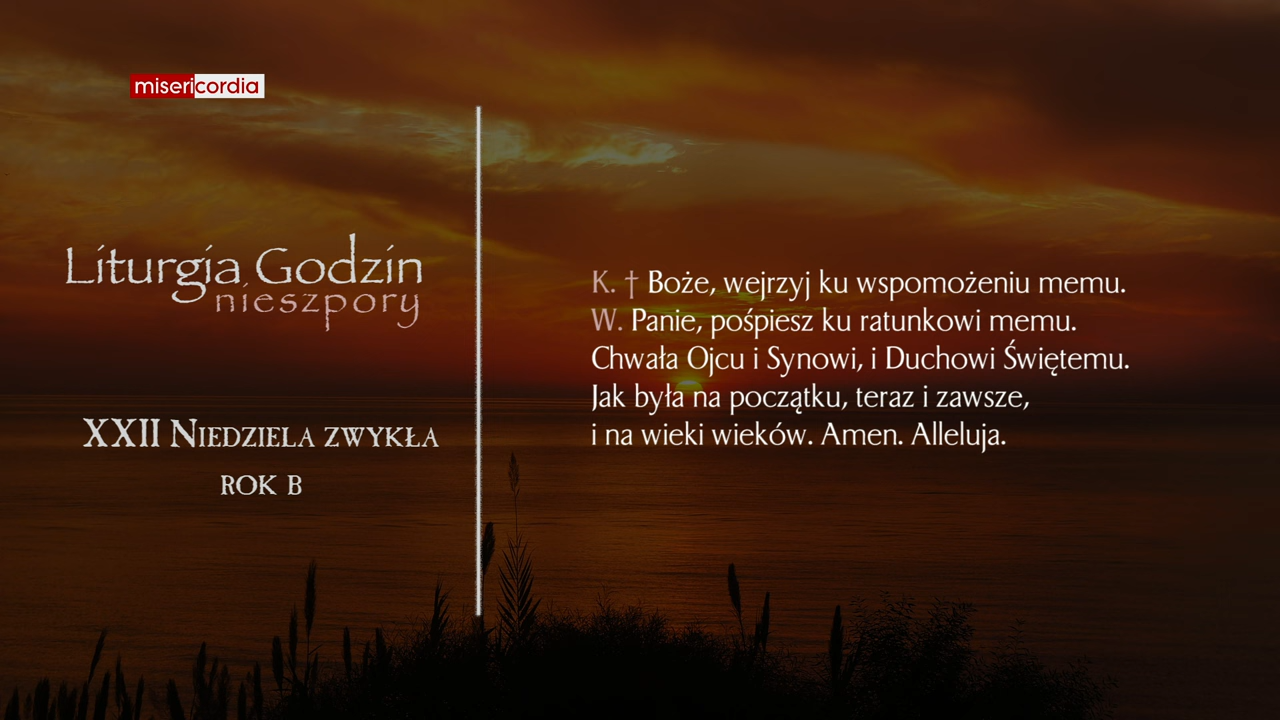 misericordia
Liturgia Godzin
nieszpory
XXII Niedziela zwykła
rok B
K. † Boże, wejrzyj ku wspomożeniu memu.
W. Panie, pośpiesz ku ratunkowi memu.
Chwała Ojcu i Synowi, i Duchowi Świętemu.
Jak była na początku, teraz i zawsze,
i na wieki wieków. Amen. Alleluja.